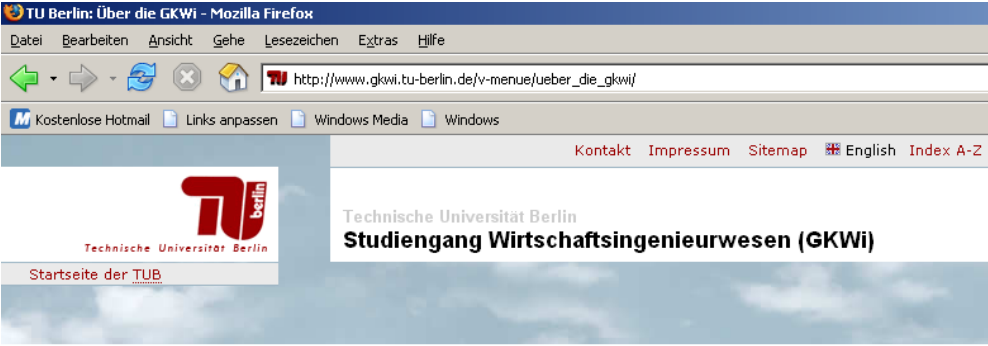 TU Berlin: Über die GKWi - Mozilla Firefox
Datei Bearbeiten Ansicht Gehe Lesezeichen Extras Hilfe
http://www.gkwi.tu-berlin.de/v-menue/ueber_die_gkwi/
Kostenlose Hotmail Links anpassen Windows Media Windows
Kontakt Impressum Sitemap English Index A-Z
berlin
Technische Universität Berlin
Technische Universität Berlin
Studiengang Wirtschaftsingenieurwesen (GKWi)
Startseite der TUB